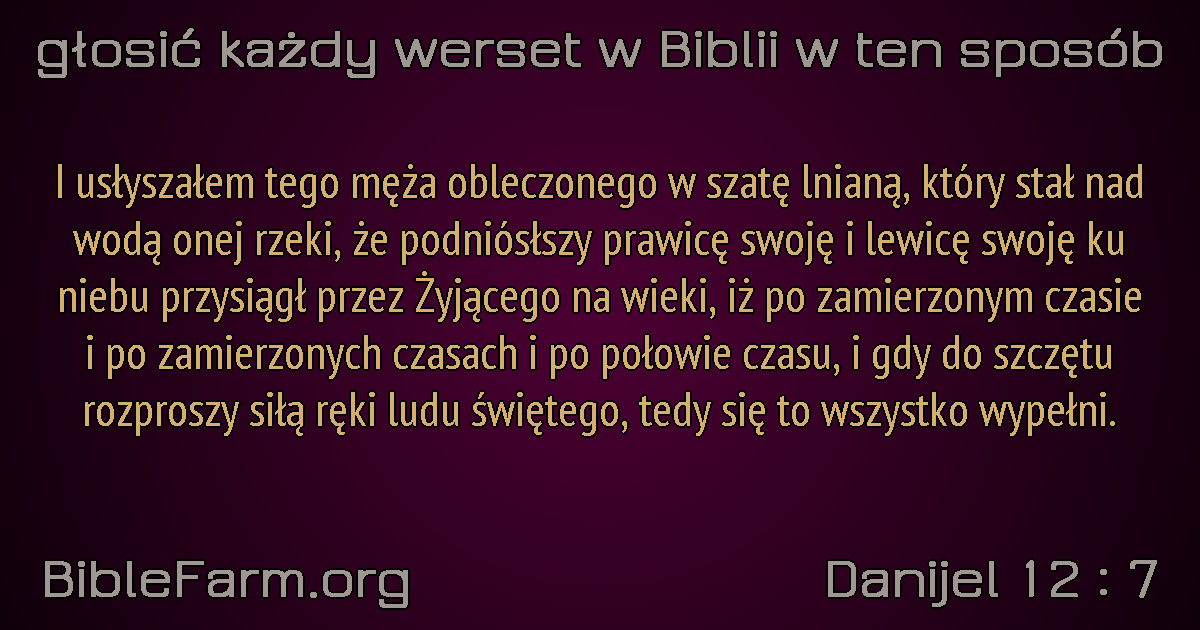 głosić każdy werset w Biblii w ten sposób
I usłyszałem tego męża obleczonego w szatę lnianą, który stał nad
wodą onej rzeki, że podniósłszy prawicę swoję i lewicę swoję ku
niebu przysiągł przez Żyjącego na wieki, iż po zamierzonym czasie
i po zamierzonych czasach i po połowie czasu, i gdy do szczętu
rozproszy siłą ręki ludu świętego, tedy się to wszystko wypełni.
BibleFarm.org
Danijel 12 : 7